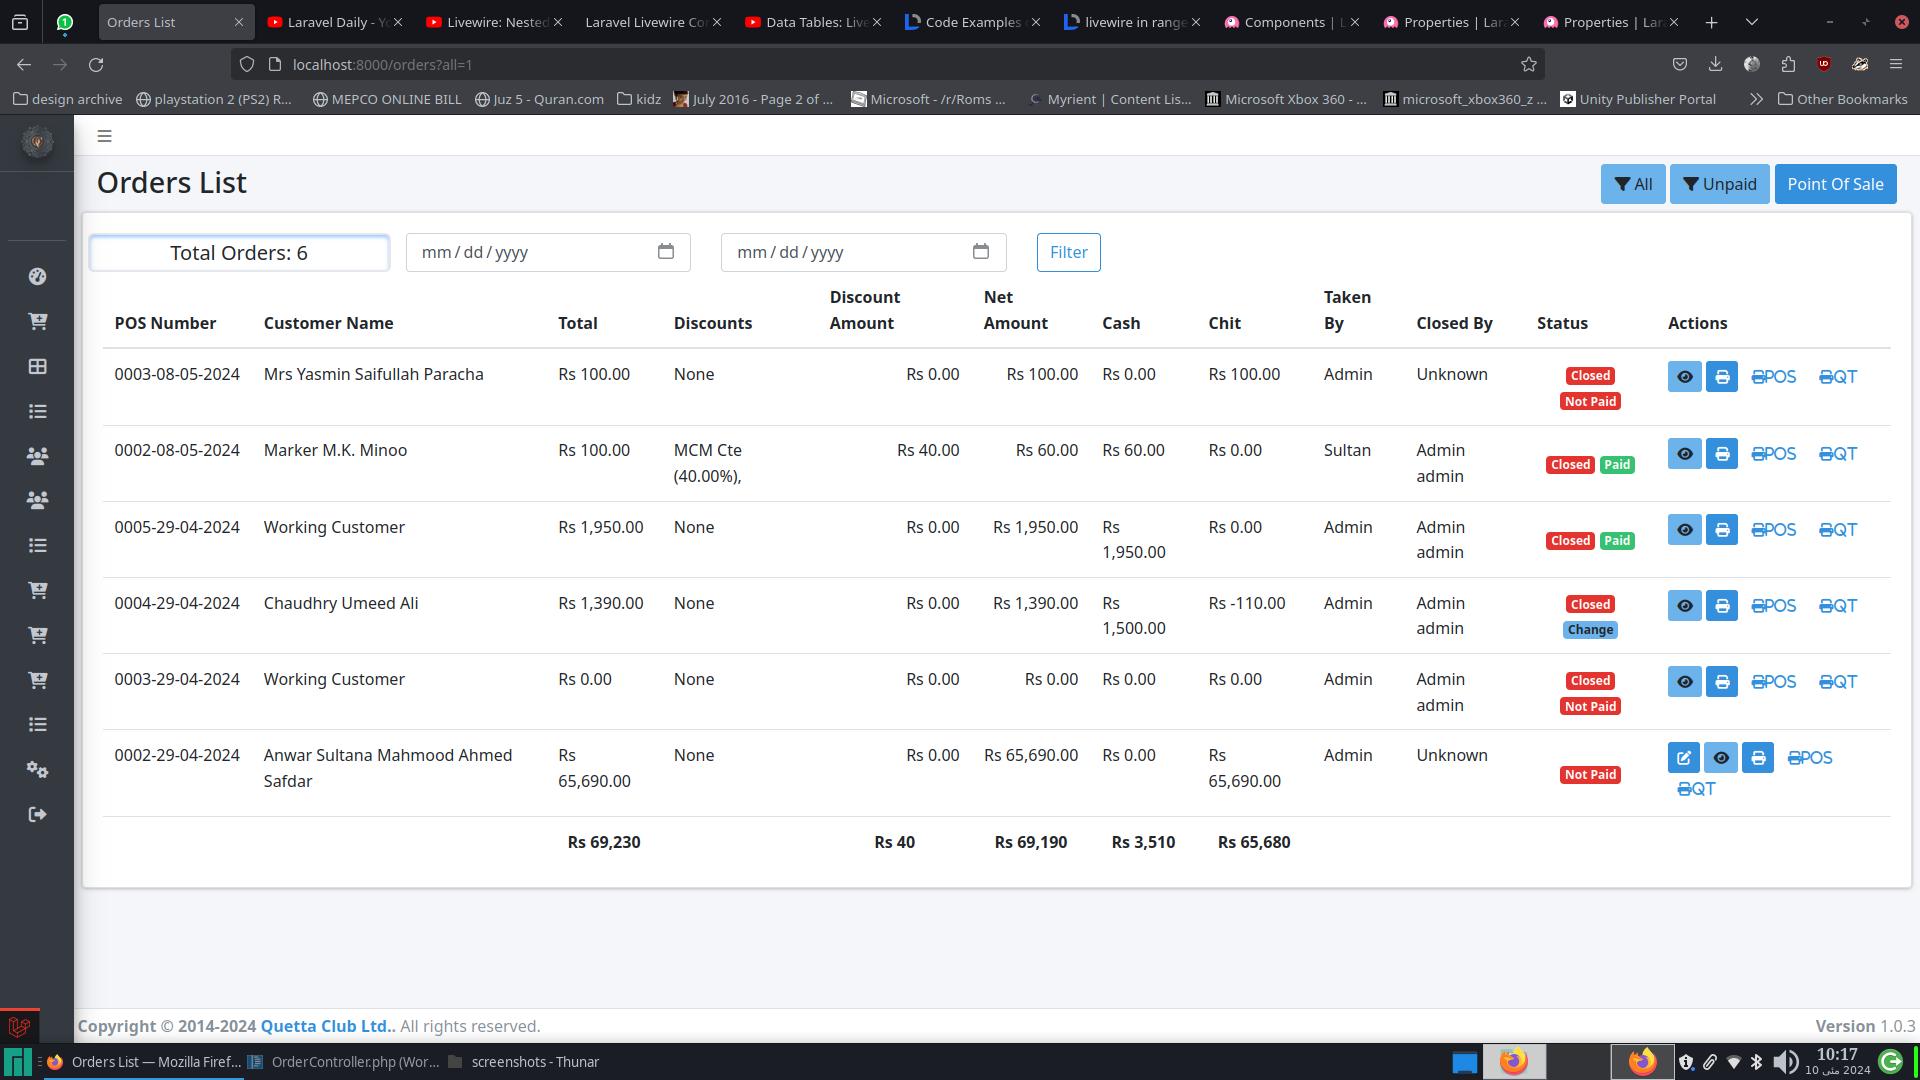 Orders List
Laravel Daily - Yo
Livewire: Nested
Laravel Livewire Co
Data Tables: Live
Code Examples
livewire in range
Components | L
Properties | Lar
Properties | Lar
localhost:8000/orders?all=1
design archive
playstation 2 (PS2) R...
MEPCO ONLINE BILL
Juz 5 - Quran.com
kidz
July 2016 - Page 2 of ...
Microsoft - /r/Roms ...
Myrient | Content Lis...
Microsoft Xbox 360 - ...
microsoft_xbox360_z ...
Unity Publisher Portal
Other Bookmarks
Orders List
All
Unpaid
Point Of Sale
Total Orders: 6
mm / dd / yyyy
mm / dd / yyyy
Filter
POS Number Customer Name Total Discounts Discount Amount Net Amount Cash Chit Taken By Closed By Status Actions
0003-08-05-2024 Mrs Yasmin Saifullah Paracha Rs 100.00 None Rs 0.00 Rs 100.00 Rs 0.00 Rs 100.00 Admin Unknown Closed Not Paid POS QT
0002-08-05-2024 Marker M.K. Minoo Rs 100.00 MCM Cte (40.00%), Rs 40.00 Rs 60.00 Rs 60.00 Rs 0.00 Sultan Admin admin Closed Paid POS QT
0005-29-04-2024 Working Customer Rs 1,950.00 None Rs 0.00 Rs 1,950.00 Rs 1,950.00 Rs 0.00 Admin Admin admin Closed Paid POS QT
0004-29-04-2024 Chaudhry Umeed Ali Rs 1,390.00 None Rs 0.00 Rs 1,390.00 Rs 1,500.00 Rs -110.00 Admin Admin admin Closed Change POS QT
0003-29-04-2024 Working Customer Rs 0.00 None Rs 0.00 Rs 0.00 Rs 0.00 Rs 0.00 Admin Admin admin Closed Not Paid POS QT
0002-29-04-2024 Anwar Sultana Mahmood Ahmed Safdar Rs 65,690.00 None Rs 0.00 Rs 65,690.00 Rs 0.00 Rs 65,690.00 Admin Unknown Not Paid POS QT
Rs 69,230 Rs 40 Rs 69,190 Rs 3,510 Rs 65,680
Copyright © 2014-2024 Quetta Club Ltd.. All rights reserved.
Version 1.0.3
Orders List — Mozilla Firef...
OrderController.php (Wor...
screenshots - Thunar
10:17
10 مئی 2024